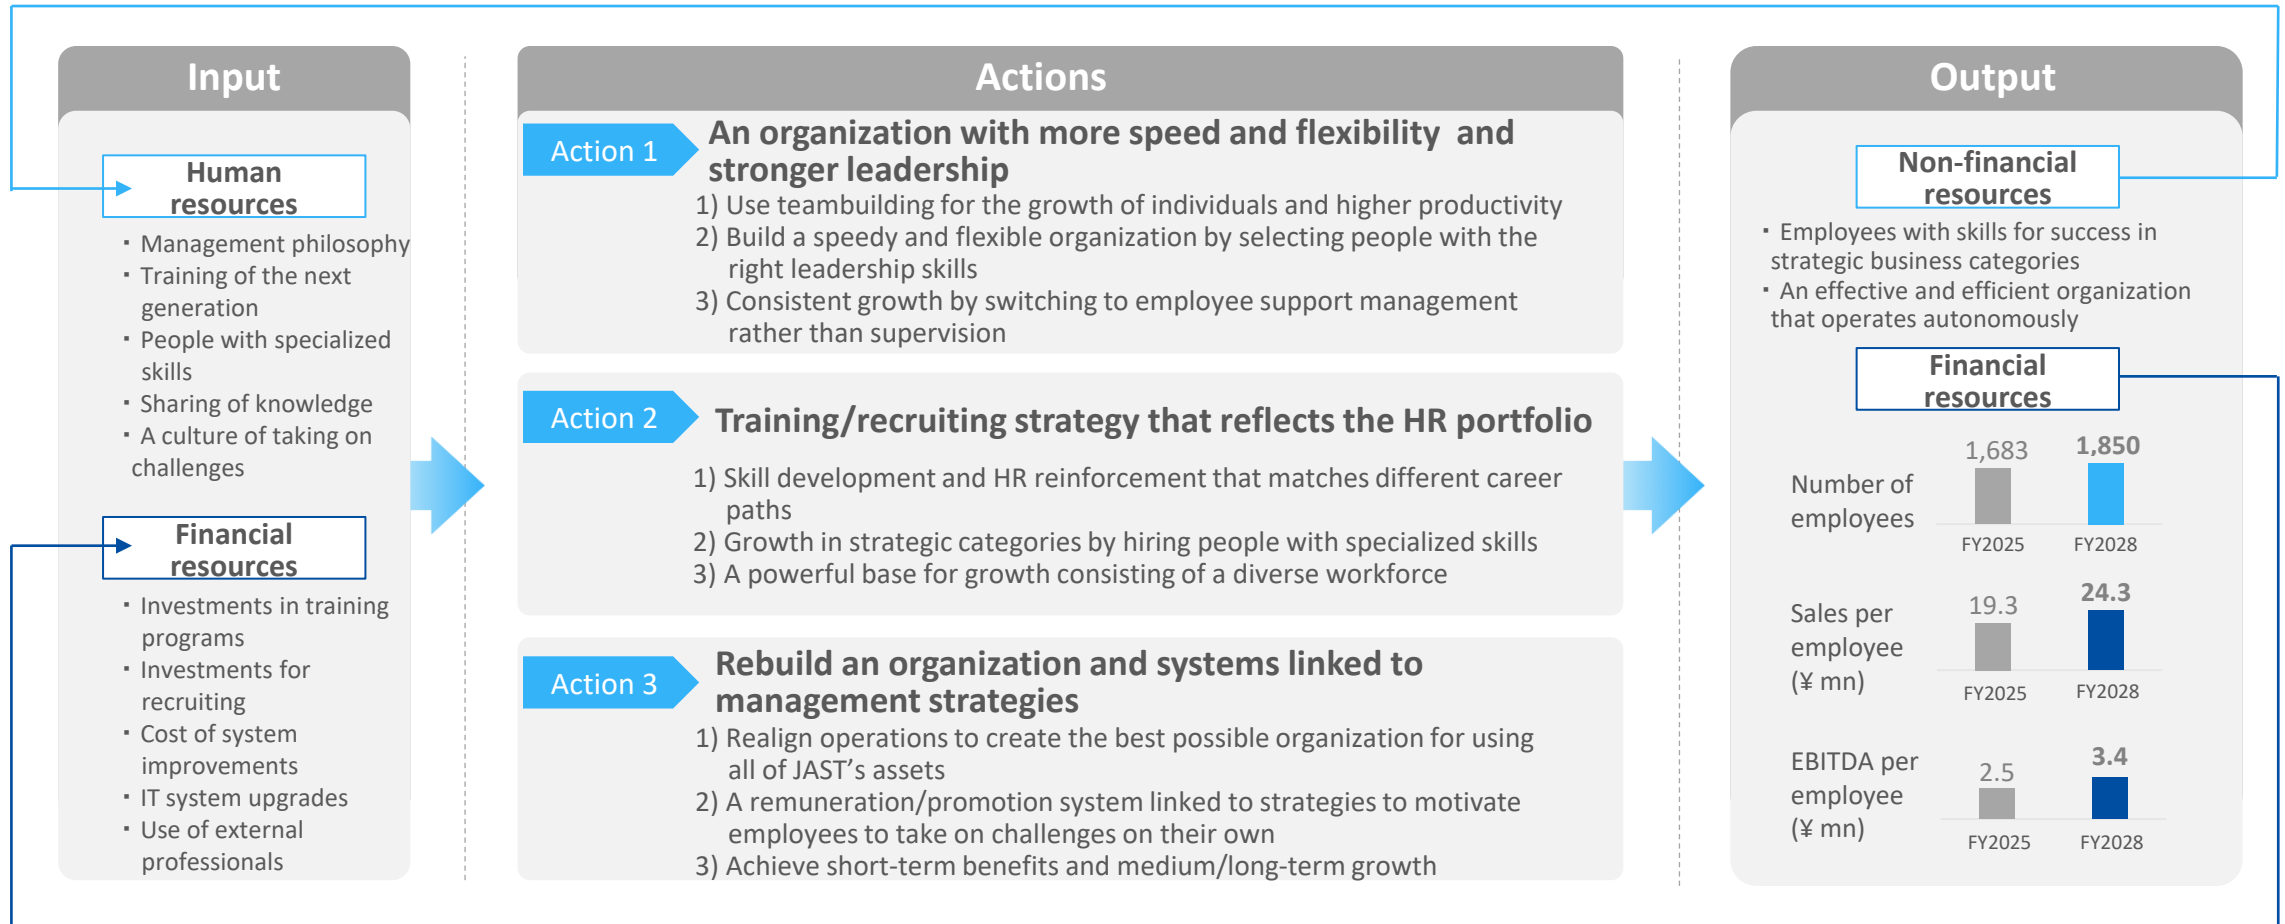 Input
Human
resources
・Management philosophy
・Training of the next
generation
・People with specialized
skills
・Sharing of knowledge
・A culture of taking on
challenges
Financial
resources
・Investments in training
programs
・Investments for
recruiting
・Cost of system
improvements
・IT system upgrades
・Use of external
professionals
Actions
Action 1
An organization with more speed and flexibility and
stronger leadership
1) Use teambuilding for the growth of individuals and higher productivity
2) Build a speedy and flexible organization by selecting people with the
right leadership skills
3) Consistent growth by switching to employee support management
rather than supervision
Action 2
Training/recruiting strategy that reflects the HR portfolio
1) Skill development and HR reinforcement that matches different career
paths
2) Growth in strategic categories by hiring people with specialized skills
3) A powerful base for growth consisting of a diverse workforce
Action 3
Rebuild an organization and systems linked to
management strategies
1) Realign operations to create the best possible organization for using
all of JAST’s assets
2) A remuneration/promotion system linked to strategies to motivate
employees to take on challenges on their own
3) Achieve short-term benefits and medium/long-term growth
Output
Non-financial
resources
・Employees with skills for success in
strategic business categories
・An effective and efficient organization
that operates autonomously
Financial
resources
Number of
employees
1,683
1,850
FY2025
FY2028
Sales per
employee
(¥ mn)
19.3
24.3
FY2025
FY2028
EBITDA per
employee
(¥ mn)
2.5
3.4
FY2025
FY2028